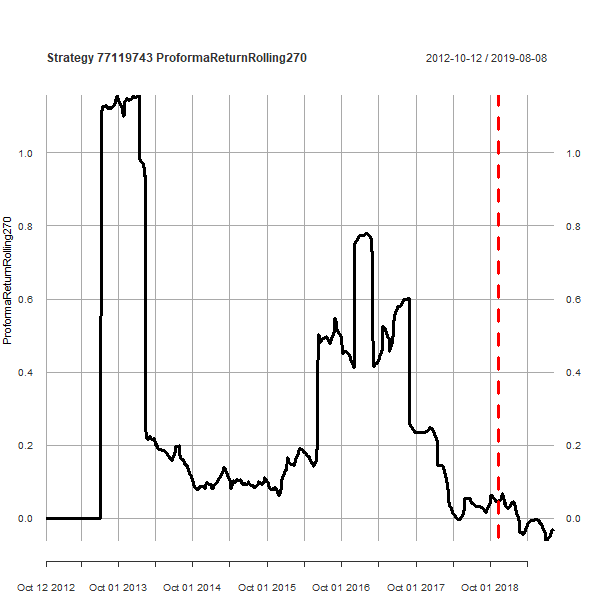 Strategy 77119743 ProformaReturnRolling270
2012-10-12 / 2019-08-08
ProformaReturnRolling270
1.0 1.0
0.8 0.8
0.6 0.6
0.4 0.4
0.2 0.2
0.0 0.0
Oct 12 2012 Oct 01 2013 Oct 01 2014 Oct 01 2015 Oct 01 2016 Oct 01 2017 Oct 01 2018